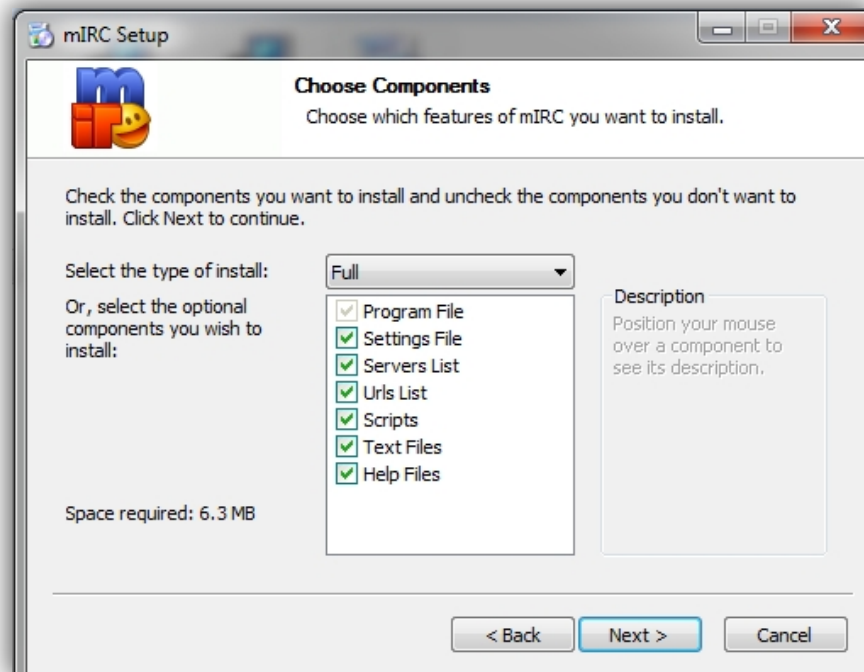 mIRC Setup
mIRC
Choose Components
Choose which features of mIRC you want to install.
Check the components you want to install and uncheck the components you don't want to
install. Click Next to continue.
Select the type of install:
Full
Or, select the optional
components you wish to
install:
Program File
Settings File
Servers List
Urls List
Scripts
Text Files
Help Files
Description
Position your mouse
over a component to
see its description.
Space required: 6.3 MB
< Back
Next >
Cancel